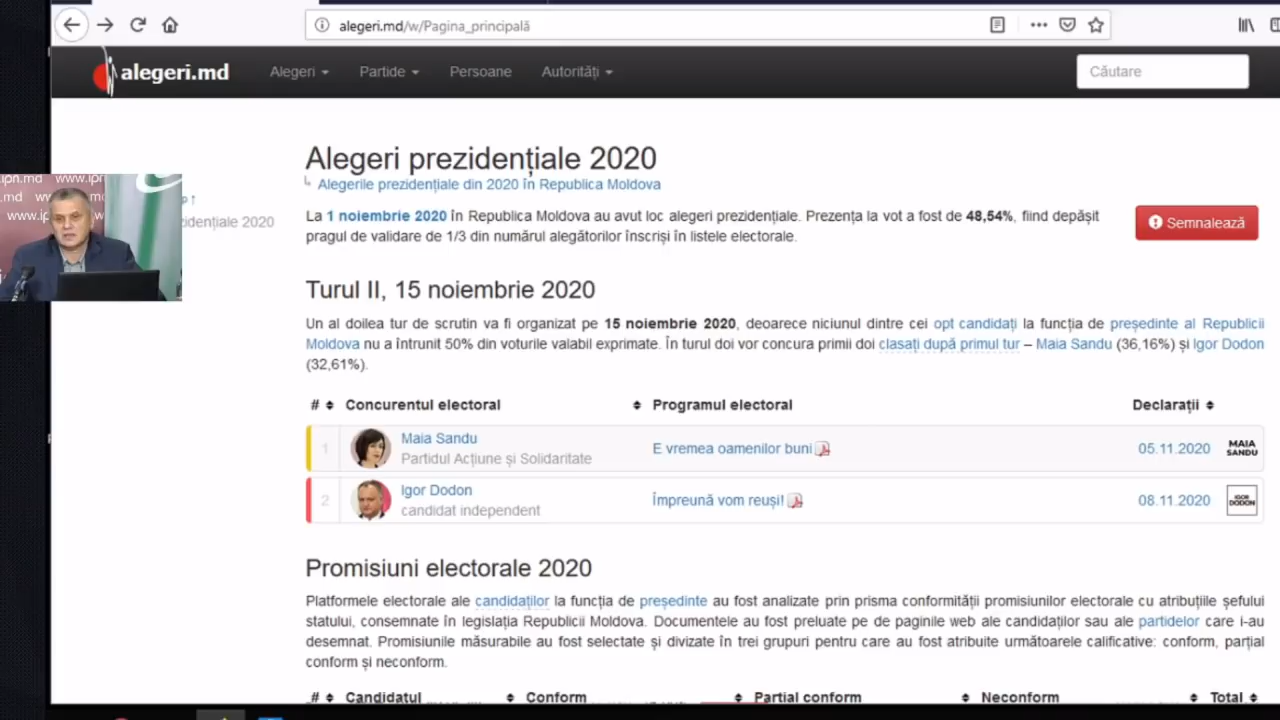 alegeri.md/w/Pagina_principală
alegeri.md Alegeri Partide Persoane Autorități Căutare
Alegeri prezidențiale 2020
Alegerile prezidențiale din 2020 în Republica Moldova
.ipn.md www.ip
.md
www.i
dențiale 2020
La 1 noiembrie 2020 în Republica Moldova au avut loc alegeri prezidențiale. Prezența la vot a fost de 48,54%, fiind depășit
pragul de validare de 1/3 din numărul alegătorilor înscriși în listele electorale.
Semnalează
Turul II, 15 noiembrie 2020
Un al doilea tur de scrutin va fi organizat pe 15 noiembrie 2020, deoarece niciunul dintre cei opt candidați la funcția de președinte al Republicii
Moldova nu a întrunit 50% din voturile valabil exprimate. În turul doi vor concura primii doi clasați după primul tur – Maia Sandu (36,16%) și Igor Dodon
(32,61%).
# Concurentul electoral Programul electoral Declarații
1 Maia Sandu E vremea oamenilor buni 05.11.2020 MAIA
SANDU
Partidul Acțiune și Solidaritate
2 Igor Dodon Împreună vom reuși! 08.11.2020 IGOR
DODON
candidat independent
Promisiuni electorale 2020
Platformele electorale ale candidaților la funcția de președinte au fost analizate prin prisma conformității promisiunilor electorale cu atribuțiile șefului
statului, consemnate în legislația Republicii Moldova. Documentele au fost preluate pe de paginile web ale candidaților sau ale partidelor care i-au
desemnat. Promisiunile măsurabile au fost selectate și divizate în trei grupuri pentru care au fost atribuite următoarele calificative: conform, parțial
conform și neconform.
# Candidatul Conform Parțial conform Neconform Total